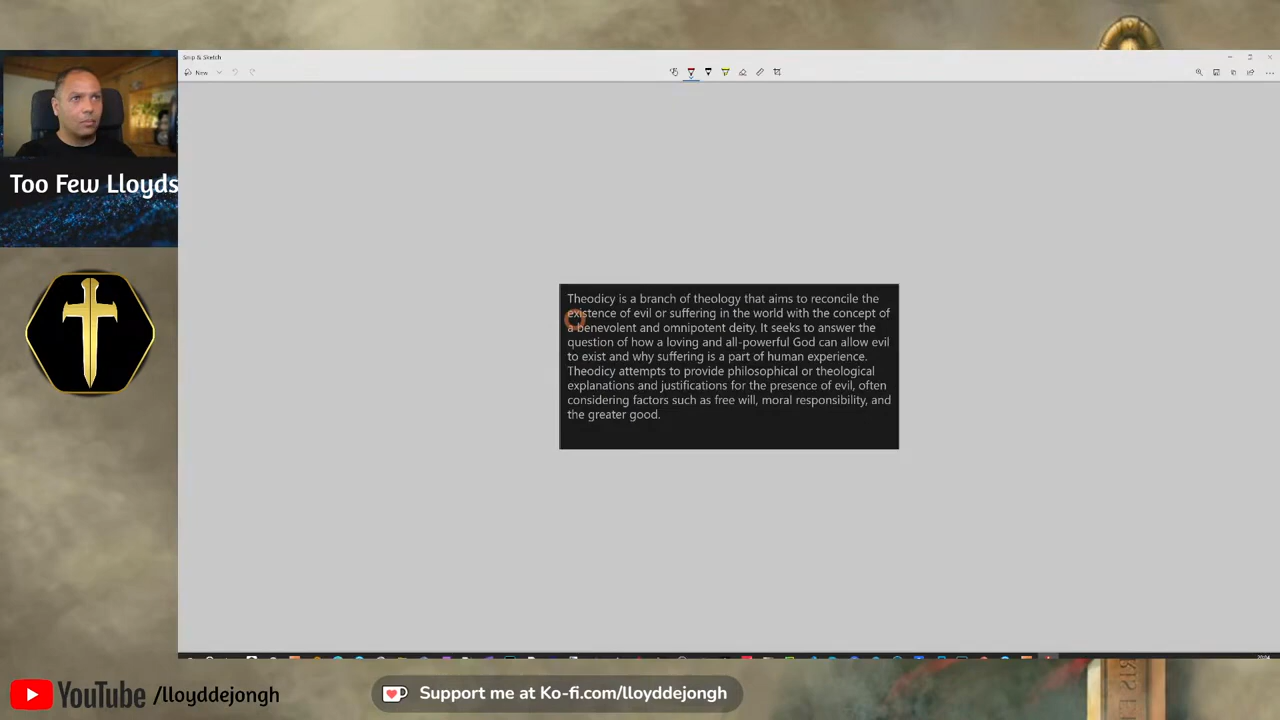 Snip & Sketch
New
Too Few Lloyds
Theodicy is a branch of theology that aims to reconcile the
existence of evil or suffering in the world with the concept of
a benevolent and omnipotent deity. It seeks to answer the
question of how a loving and all-powerful God can allow evil
to exist and why suffering is a part of human experience.
Theodicy attempts to provide philosophical or theological
explanations and justifications for the presence of evil, often
considering factors such as free will, moral responsibility, and
the greater good.
YouTube /lloyddejongh
Support me at Ko-fi.com/lloyddejongh